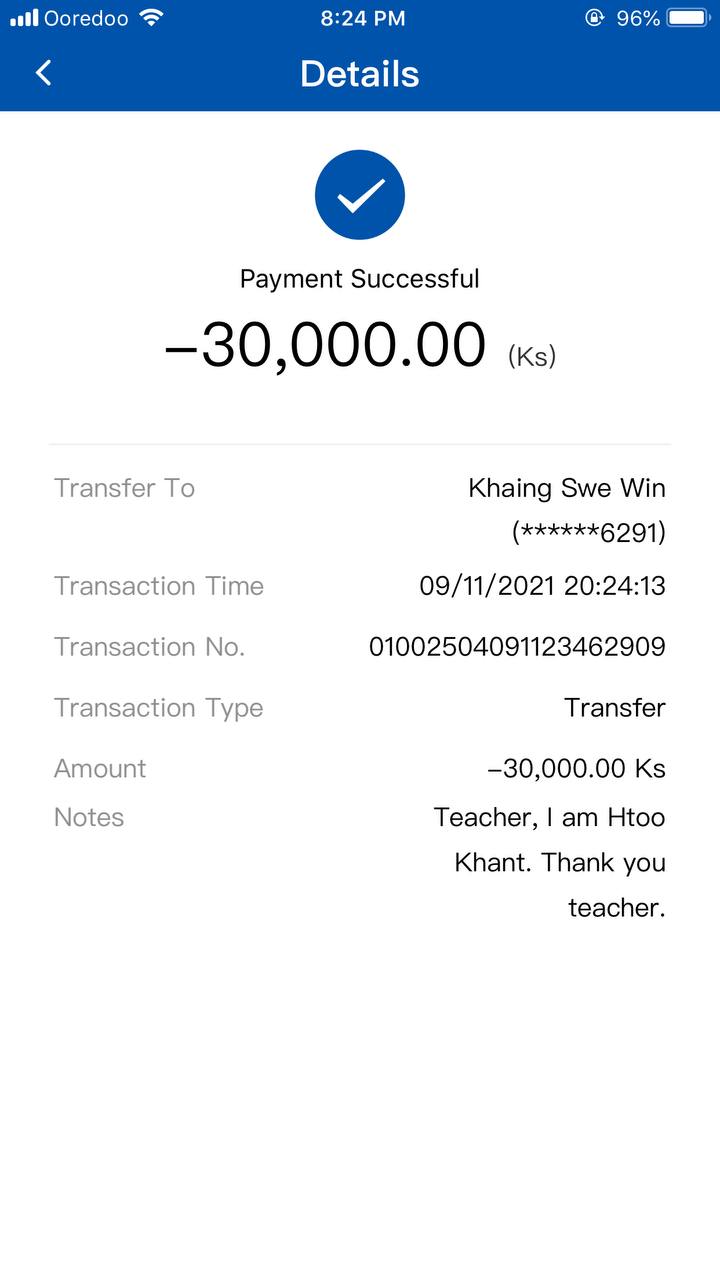 Ooredoo 8:24 PM 96%
Details
Payment Successful
–30,000.00 (Ks)
Transfer To Khaing Swe Win
(******6291)
Transaction Time 09/11/2021 20:24:13
Transaction No. 01002504091123462909
Transaction Type Transfer
Amount –30,000.00 Ks
Notes Teacher, I am Htoo
Khant. Thank you
teacher.